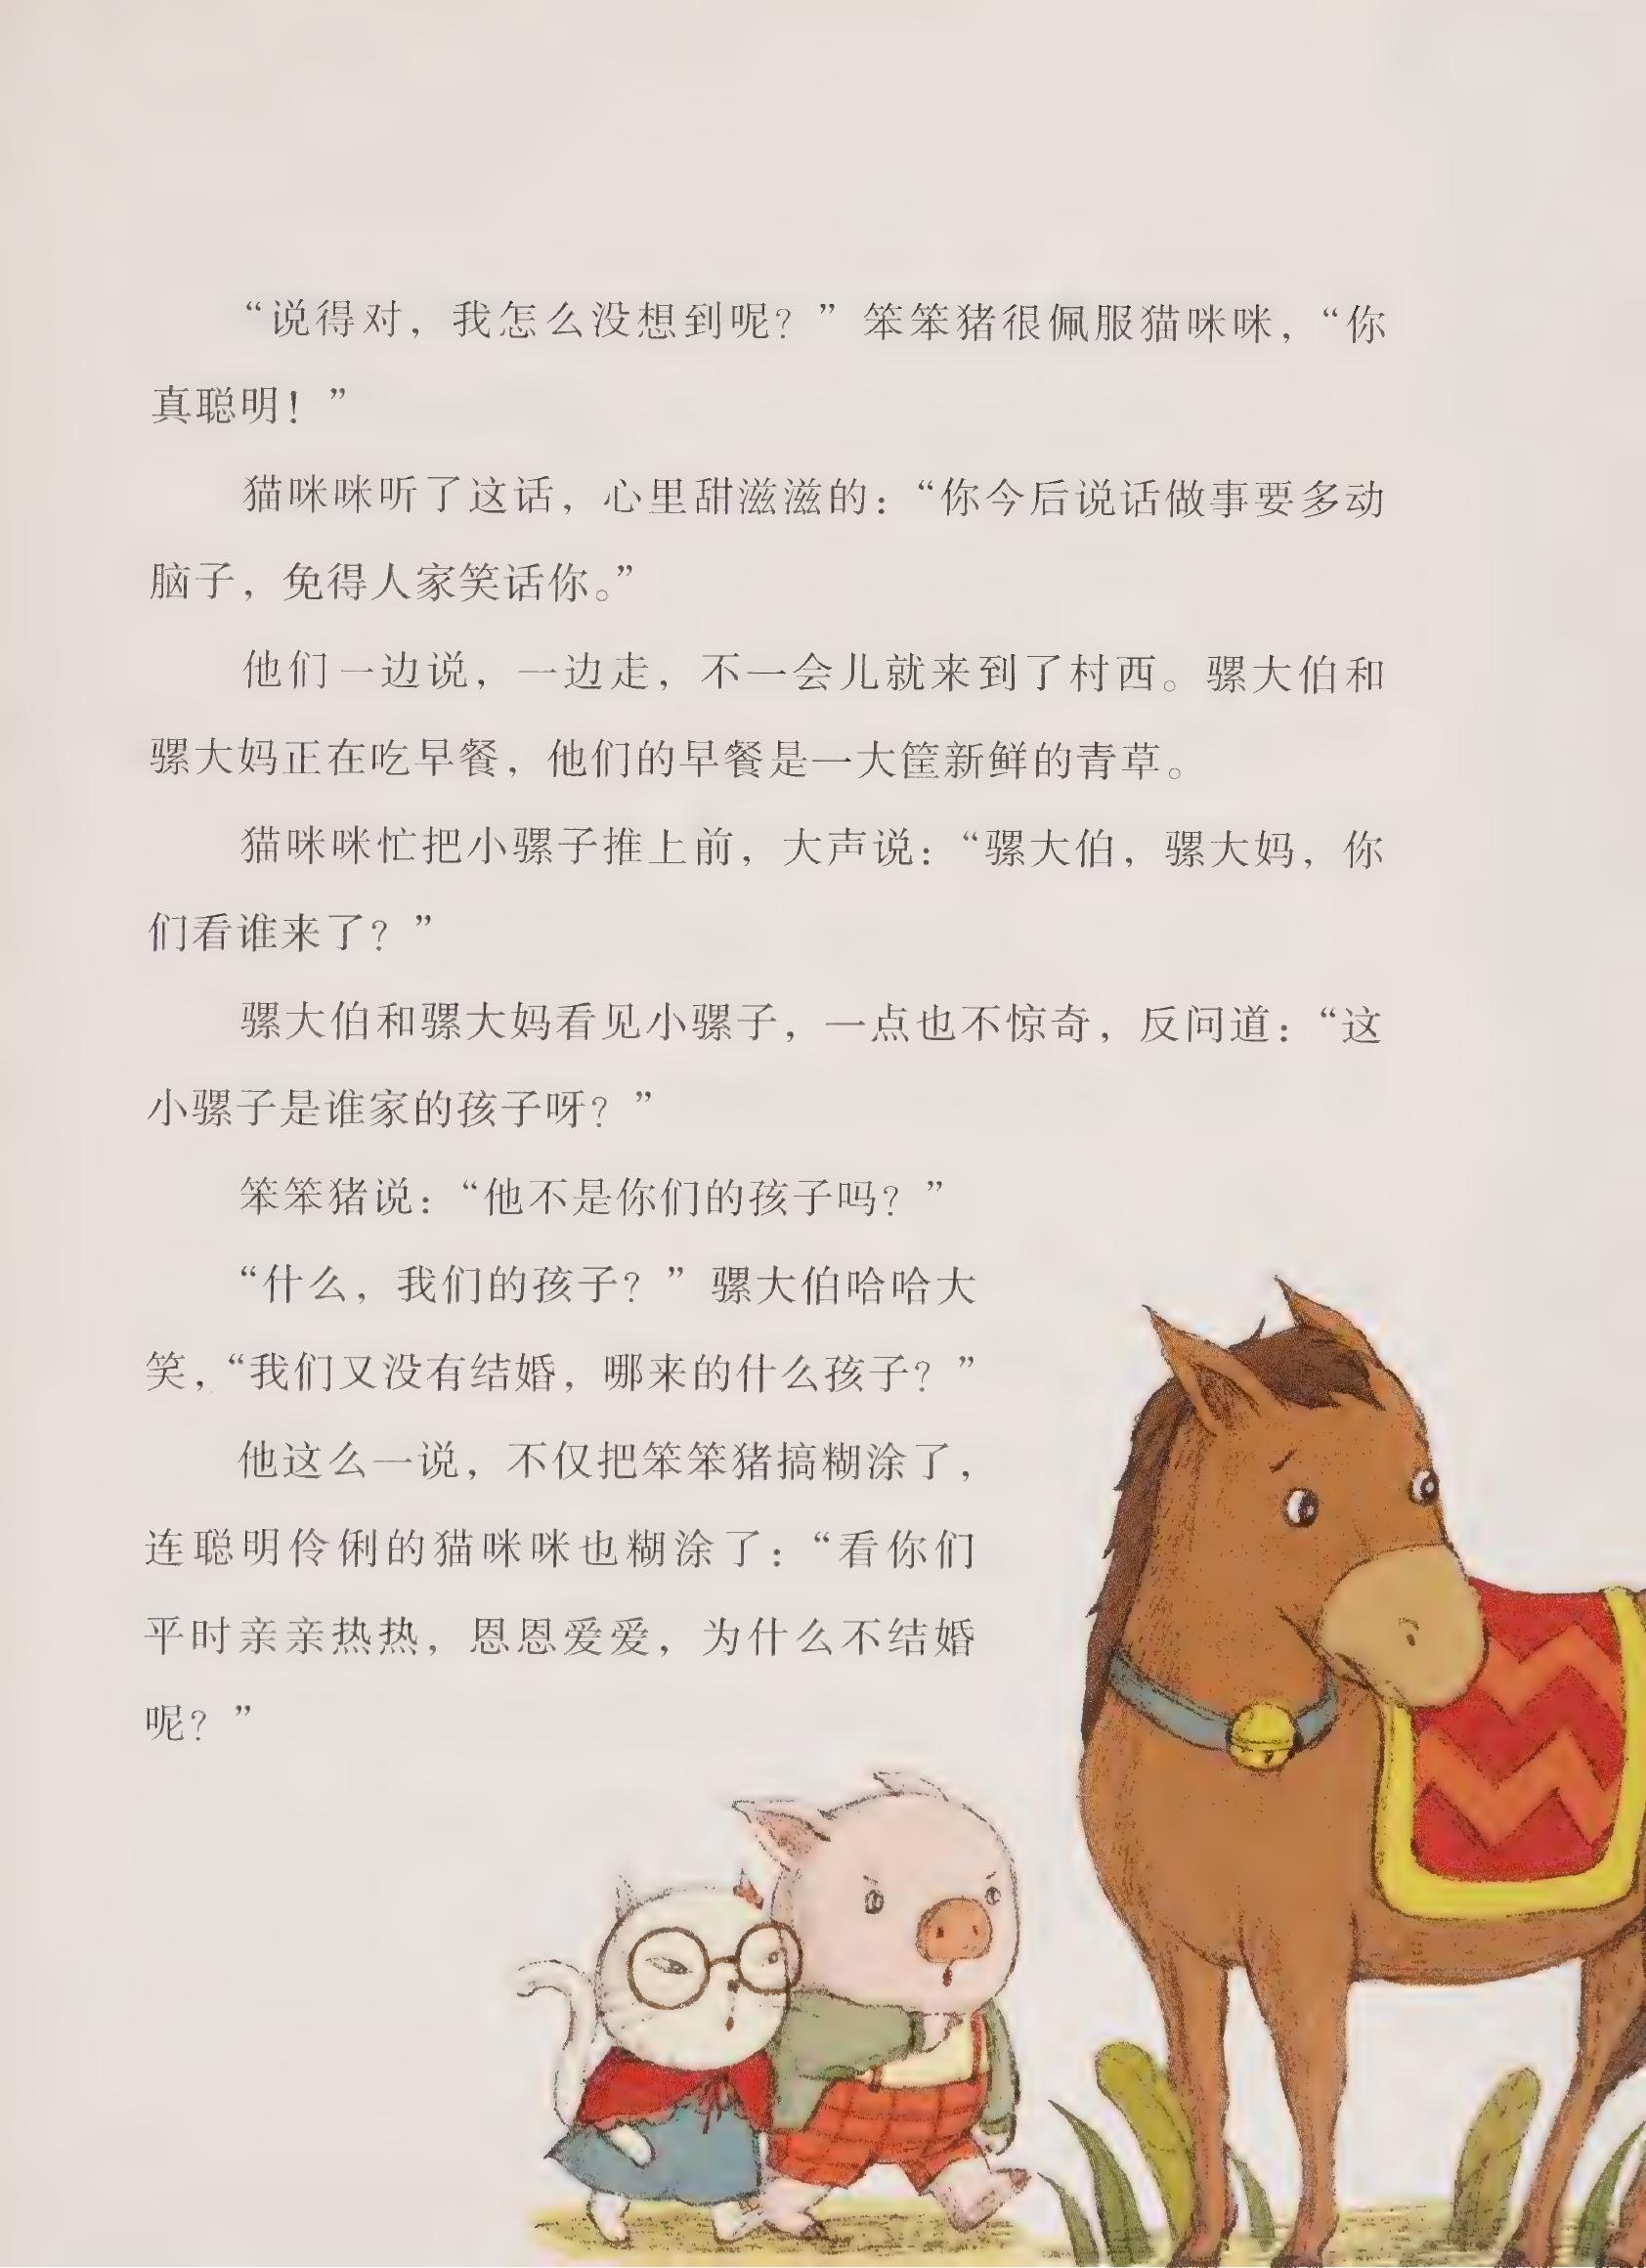 “说得对，我怎么没想到呢？”笨笨猪很佩服猫咪咪，“你
真聪明！”
猫咪咪听了这话，心里甜滋滋的：“你今后说话做事要多动
脑子，免得人家笑话你。”
他们一边说，一边走，不一会儿就来到了村西。骡大伯和
骡大妈正在吃早餐，他们的早餐是一大筐新鲜的青草。
猫咪咪忙把小骡子推上前，大声说：“骡大伯，骡大妈，你
们看谁来了？”
骡大伯和骡大妈看见小骡子，一点也不惊奇，反问道：“这
小骡子是谁家的孩子呀？”
笨笨猪说：“他不是你们的孩子吗？”
“什么，我们的孩子？”骡大伯哈哈大
笑，“我们又没有结婚，哪来的什么孩子？”
他这么一说，不仅把笨笨猪搞糊涂了，
连聪明伶俐的猫咪咪也糊涂了：“看你们
平时亲亲热热，恩恩爱爱，为什么不结婚
呢？”